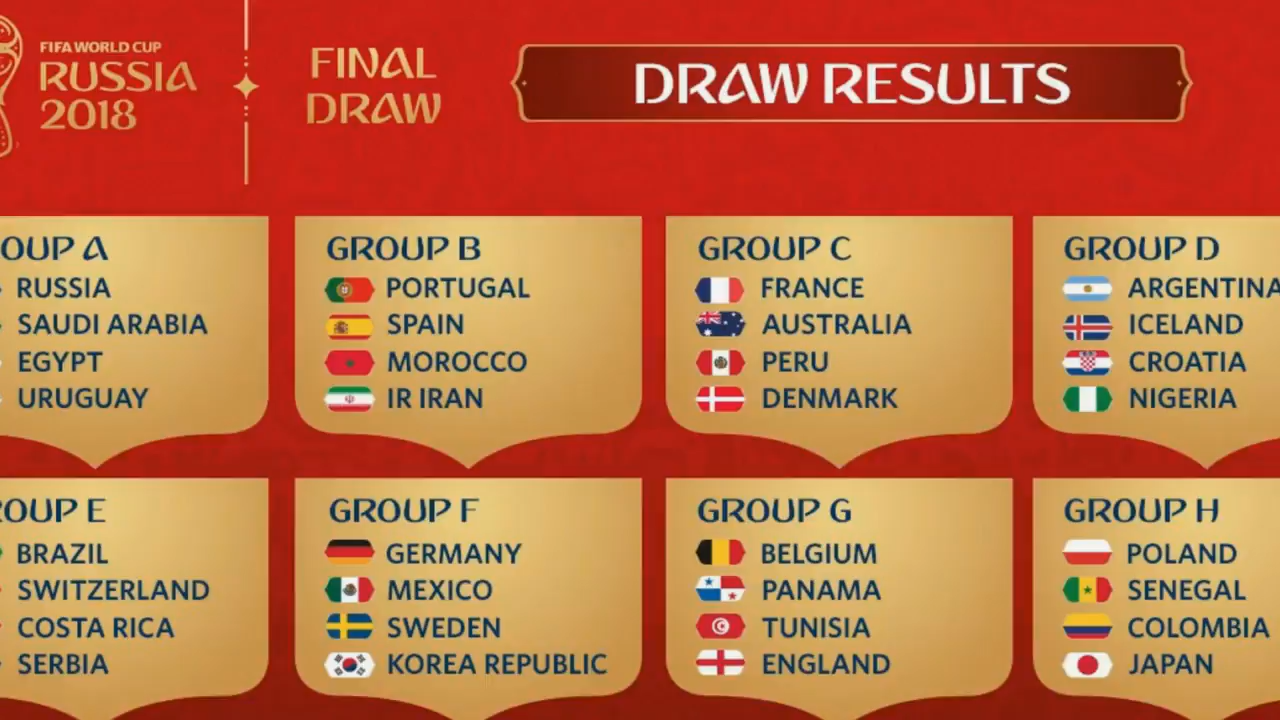 FIFA WORLD CUP
RUSSIA
2018
FINAL
DRAW
DRAW RESULTS
OUP A
RUSSIA
SAUDI ARABIA
EGYPT
URUGUAY
GROUP B
PORTUGAL
SPAIN
MOROCCO
IR IRAN
GROUP C
FRANCE
AUSTRALIA
PERU
DENMARK
GROUP D
ARGENTINA
ICELAND
CROATIA
NIGERIA
ROUP E
BRAZIL
SWITZERLAND
COSTA RICA
SERBIA
GROUP F
GERMANY
MEXICO
SWEDEN
KOREA REPUBLIC
GROUP G
BELGIUM
PANAMA
TUNISIA
ENGLAND
GROUP H
POLAND
SENEGAL
COLOMBIA
JAPAN